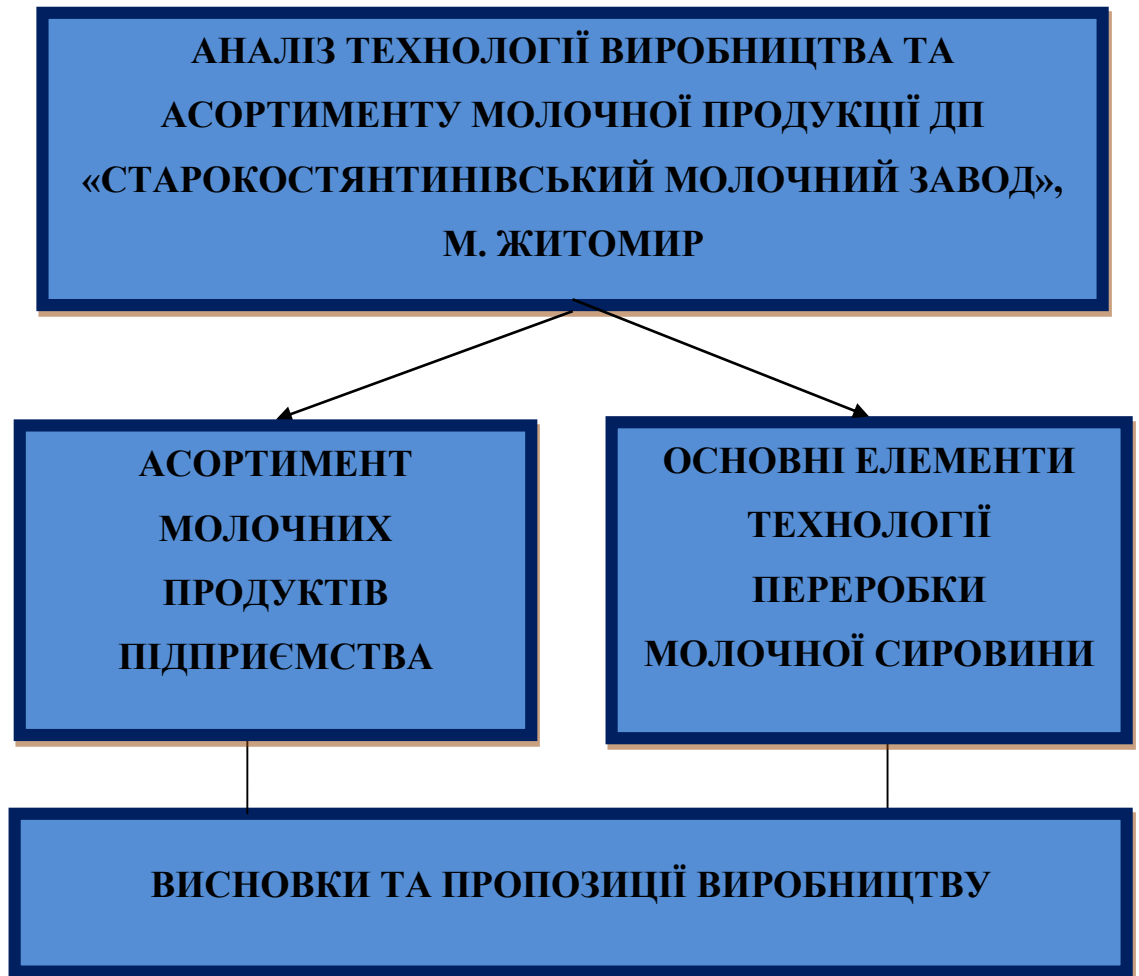 АНАЛІЗ ТЕХНОЛОГІЇ ВИРОБНИЦТВА ТА
АСОРТИМЕНТУ МОЛОЧНОЇ ПРОДУКЦІЇ ДП
«СТАРОКОСТЯНТИНІВСЬКИЙ МОЛОЧНИЙ ЗАВОД»,
М. ЖИТОМИР
АСОРТИМЕНТ
МОЛОЧНИХ
ПРОДУКТІВ
ПІДПРИЄМСТВА
ОСНОВНІ ЕЛЕМЕНТИ
ТЕХНОЛОГІЇ
ПЕРЕРОБКИ
МОЛОЧНОЇ СИРОВИНИ
ВИСНОВКИ ТА ПРОПОЗИЦІЇ ВИРОБНИЦТВУ